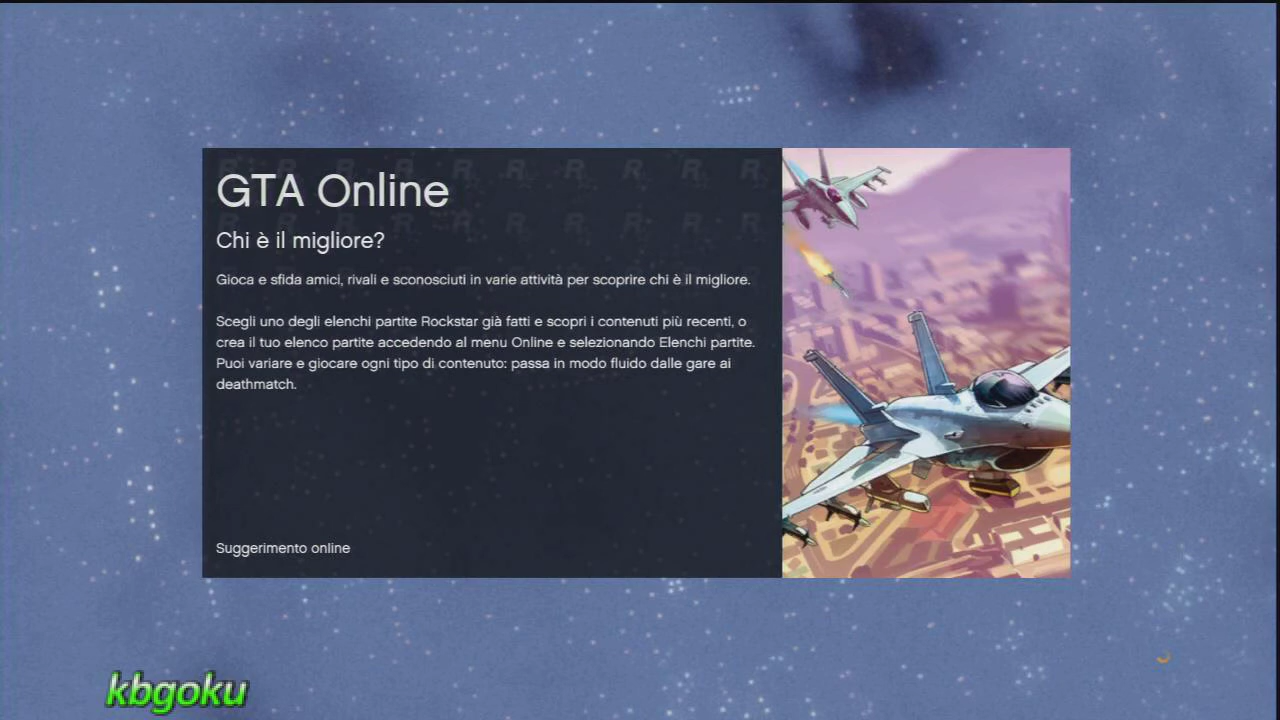 GTA Online
Chi è il migliore?
Gioca e sfida amici, rivali e sconosciuti in varie attività per scoprire chi è il migliore.
Scegli uno degli elenchi partite Rockstar già fatti e scopri i contenuti più recenti, o
crea il tuo elenco partite accedendo al menu Online e selezionando Elenchi partite.
Puoi variare e giocare ogni tipo di contenuto: passa in modo fluido dalle gare ai
deathmatch.
Suggerimento online
kbgoku